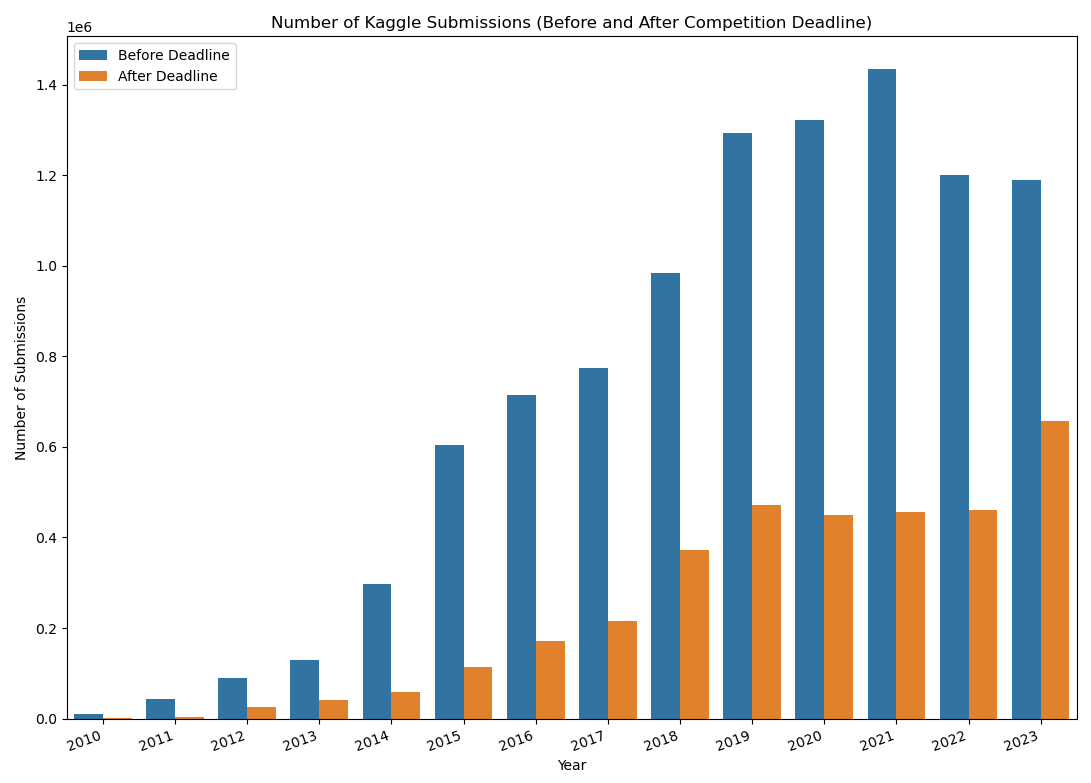 Number of Kaggle Submissions (Before and After Competition Deadline)
1e6
Before Deadline
After Deadline
1.4
1.2
1.0
0.8
0.6
0.4
0.2
0.0
Number of Submissions
2010 2011 2012 2013 2014 2015 2016 2017 2018 2019 2020 2021 2022 2023
Year